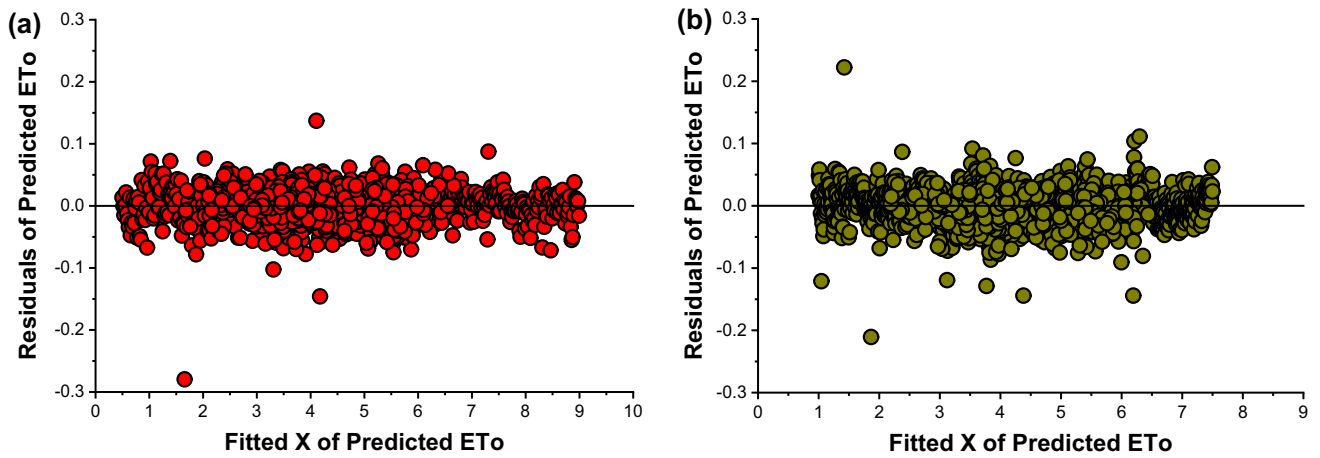 (a)
Residuals of Predicted ETo
0.3
0.2
0.1
0.0
-0.1
-0.2
-0.3
0 1 2 3 4 5 6 7 8 9 10
Fitted X of Predicted ETo
(b)
Residuals of Predicted ETo
0.3
0.2
0.1
0.0
-0.1
-0.2
-0.3
0 1 2 3 4 5 6 7 8 9
Fitted X of Predicted ETo